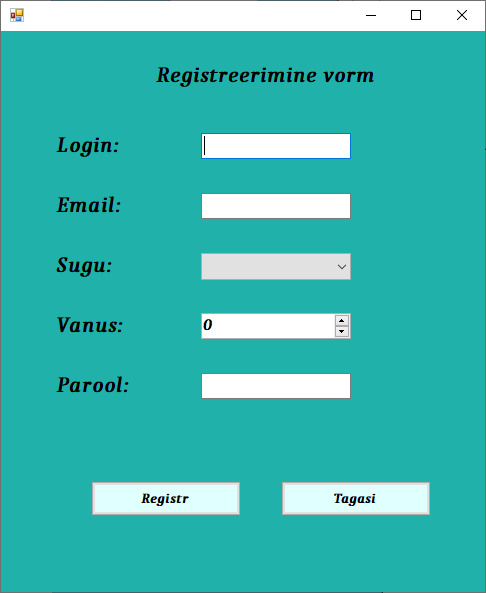 Registreerimine vorm
Login:
Email:
Sugu:
Vanus: 0
Parool:
Registr Tagasi